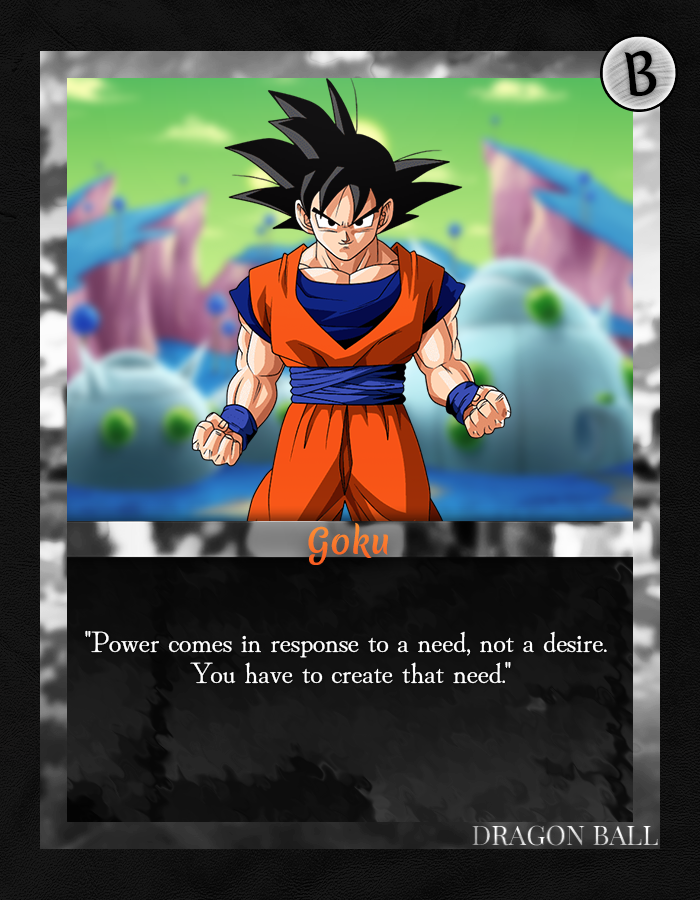 B
Goku
"Power comes in response to a need, not a desire.
You have to create that need."
DRAGON BALL